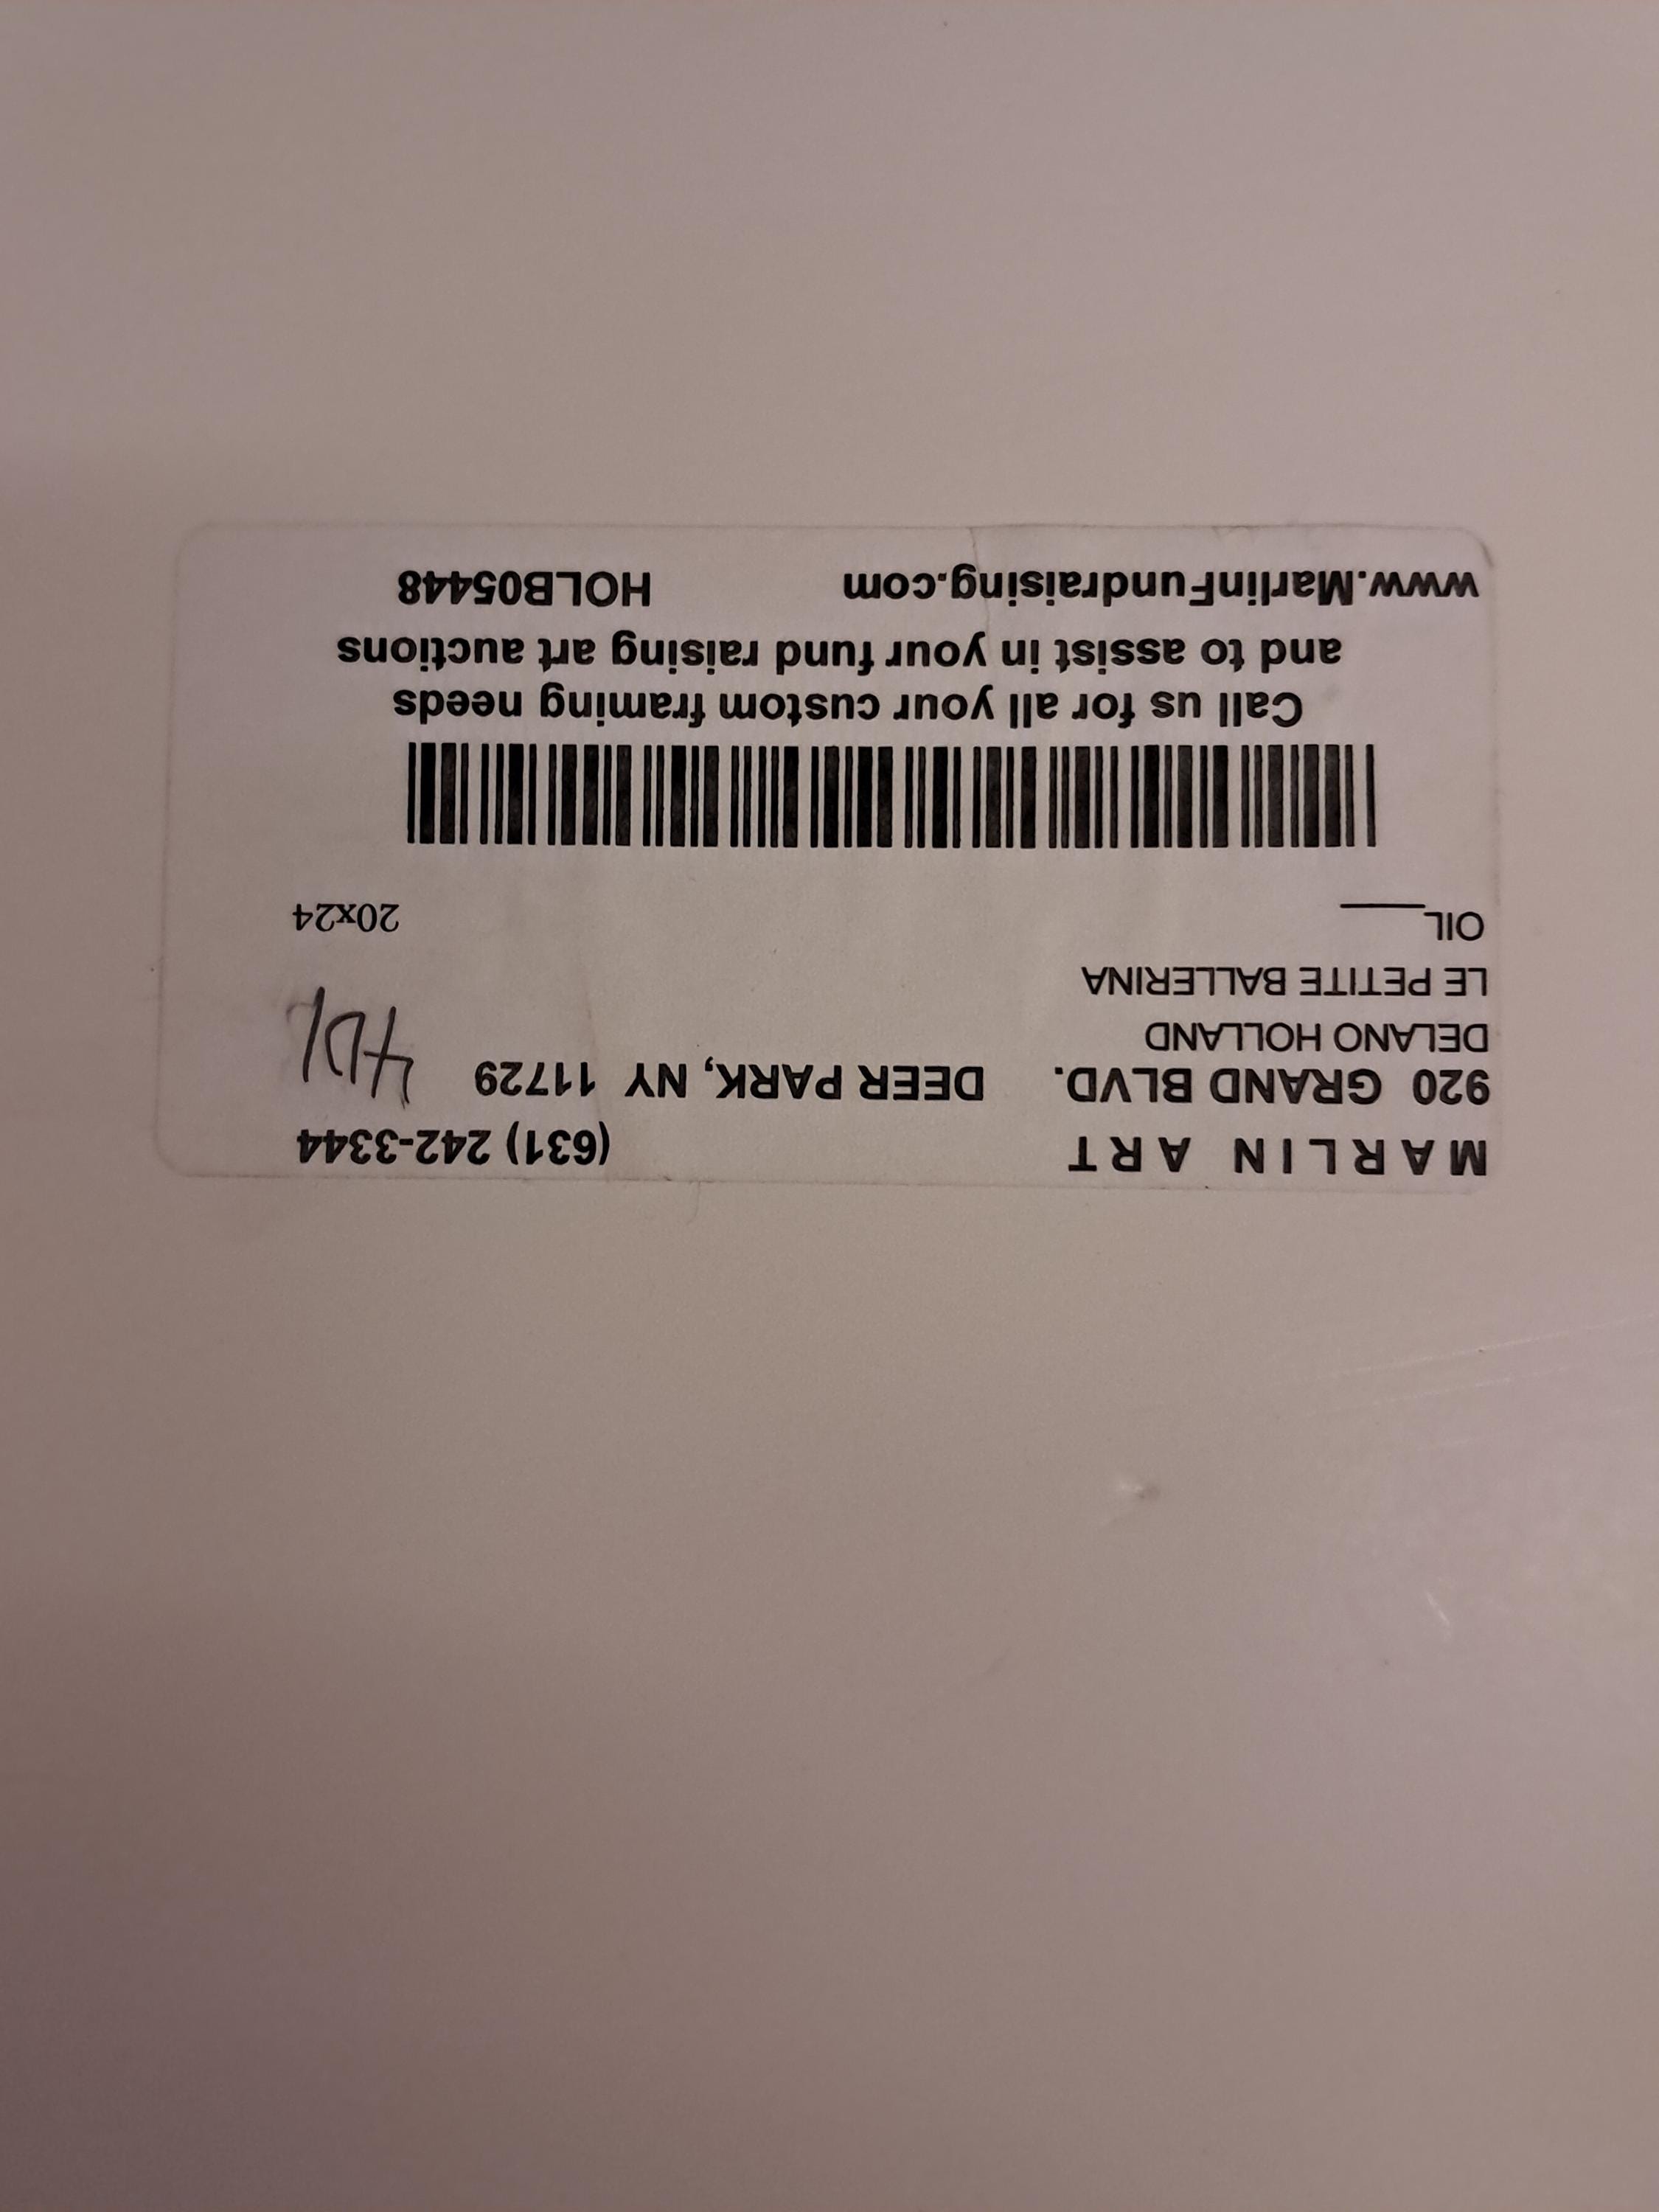 MARLIN ART (631) 242-3344
920 GRAND BLVD. DEER PARK, NY 11729
DELANO HOLLAND
LE PETITE BALLERINA
OIL____ 20x24
Call us for all your custom framing needs
and to assist in your fund raising art auctions
www.MarlinFundraising.com HOLB05448